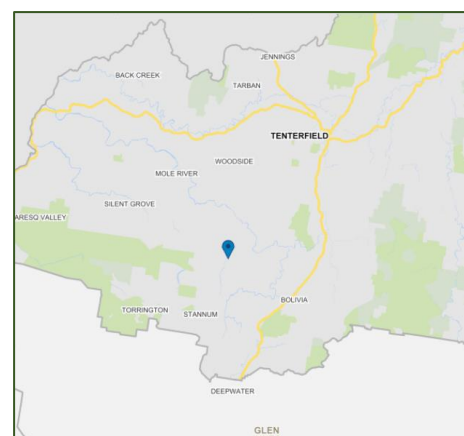 JENNINGS
BACK CREEK
TARBAN
TENTERFIELD
WOODSIDE
MOLE RIVER
SILENT GROVE
ARESQ VALLEY
BOLIVIA
TORRINGTON
STANNUM
DEEPWATER
GLEN